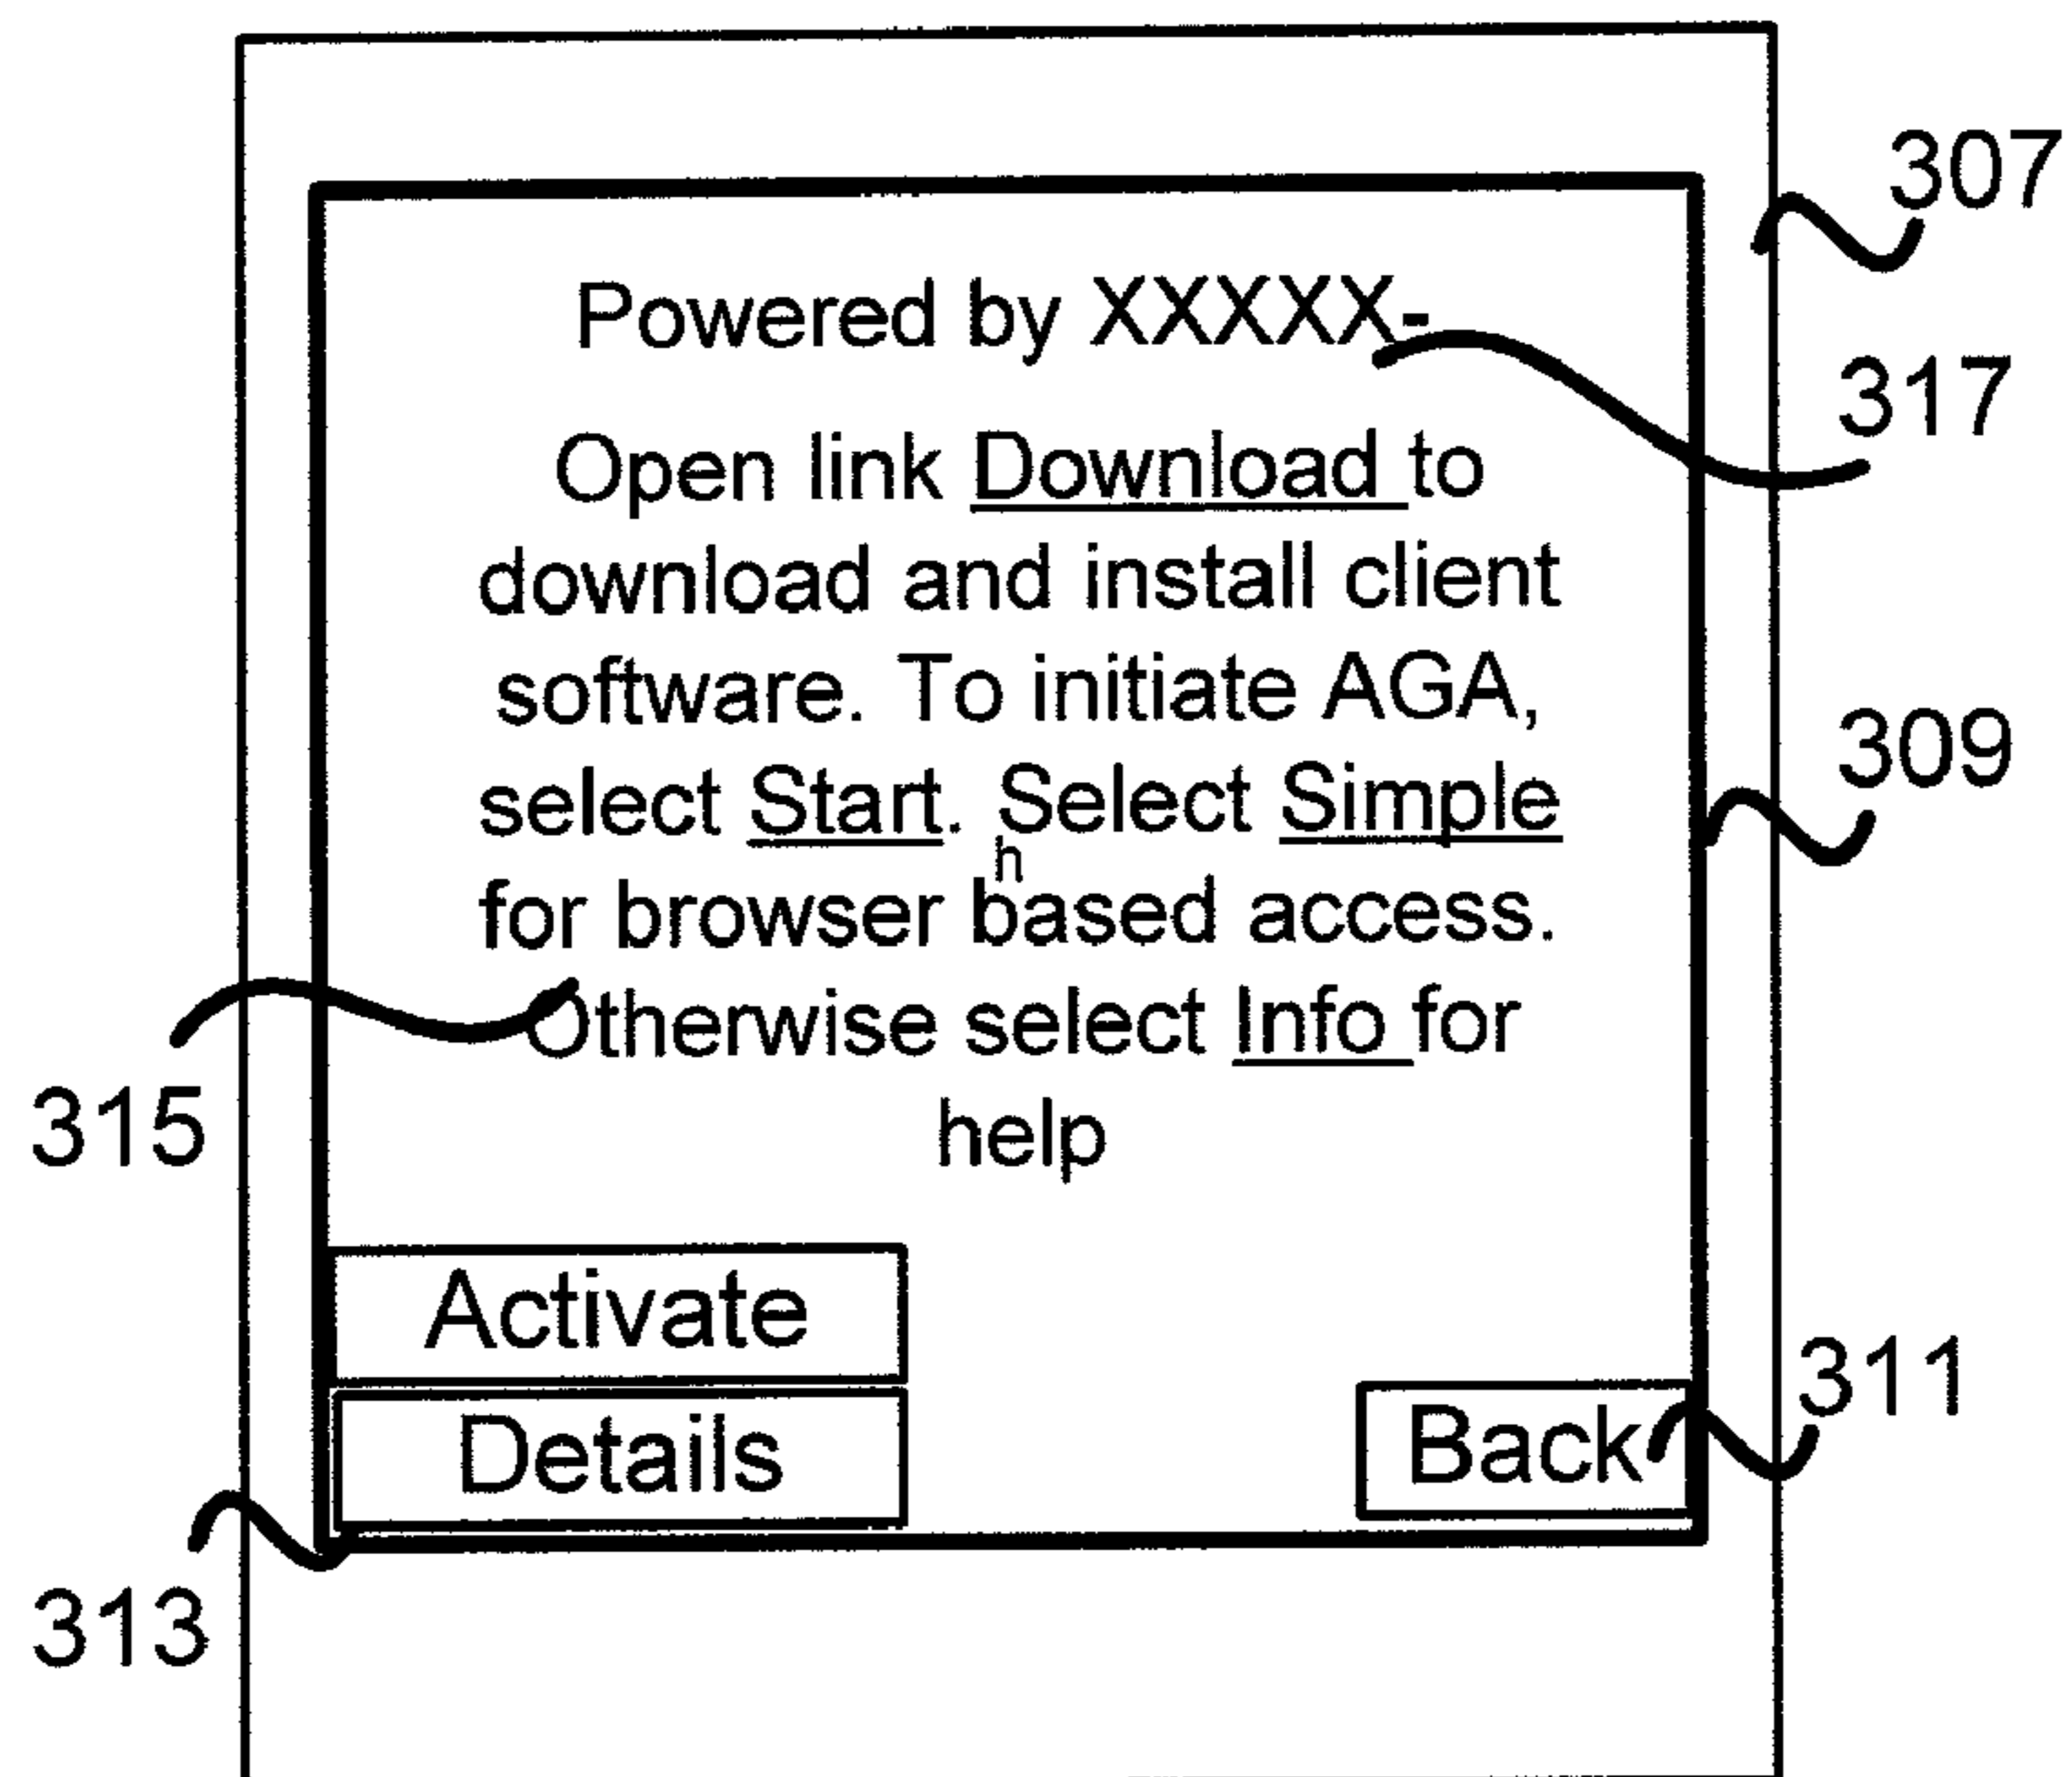 307
Powered by XXXXX-
317
Open link Download to
download and install client
software. To initiate AGA,
309
select Start. Select Simple
h
for browser based access.
Otherwise select Info for
315
help
Activate
311
Details
Back
313